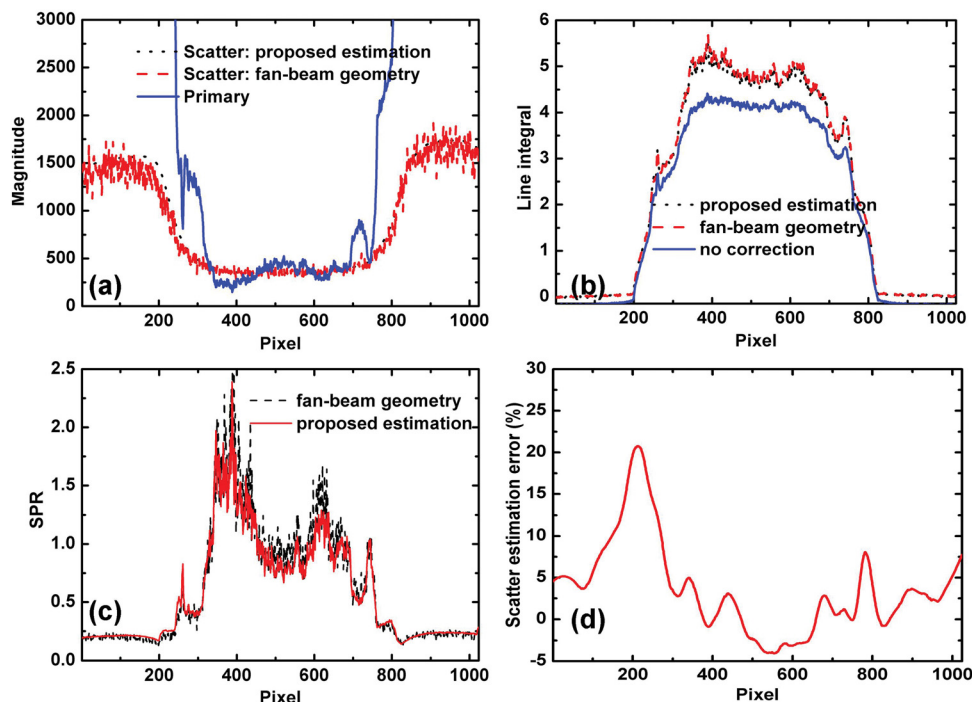 3000
2500
2000
1500
1000
500
0
Magnitude
Scatter: proposed estimation
Scatter: fan-beam geometry
Primary
(a)
200 400 600 800 1000
Pixel
6
5
4
3
2
1
0
Line integral
proposed estimation
fan-beam geometry
no correction
(b)
0 200 400 600 800 1000
Pixel
2.5
2.0
1.5
1.0
0.5
0.0
SPR
fan-beam geometry
proposed estimation
(c)
200 400 600 800 1000
Pixel
30
25
20
15
10
5
0
-5
Scatter estimation error (%)
(d)
200 400 600 800 1000
Pixel